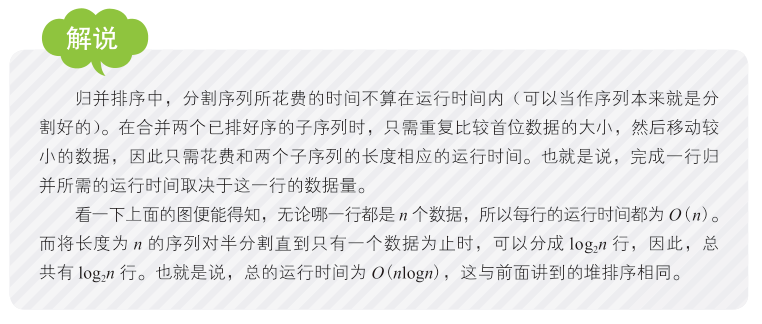 解说
归并排序中，分割序列所花费的时间不算在运行时间内（可以当作序列本来就是分
割好的）。在合并两个已排好序的子序列时，只需重复比较首位数据的大小，然后移动较
小的数据，因此只需花费和两个子序列的长度相应的运行时间。也就是说，完成一行归
并所需的运行时间取决于这一行的数据量。
看一下上面的图便能得知，无论哪一行都是 n 个数据，所以每行的运行时间都为 O(n)。
而将长度为 n 的序列对半分割直到只有一个数据为止时，可以分成 log₂n 行，因此，总
共有 log₂n 行。也就是说，总的运行时间为 O(nlogn)，这与前面讲到的堆排序相同。